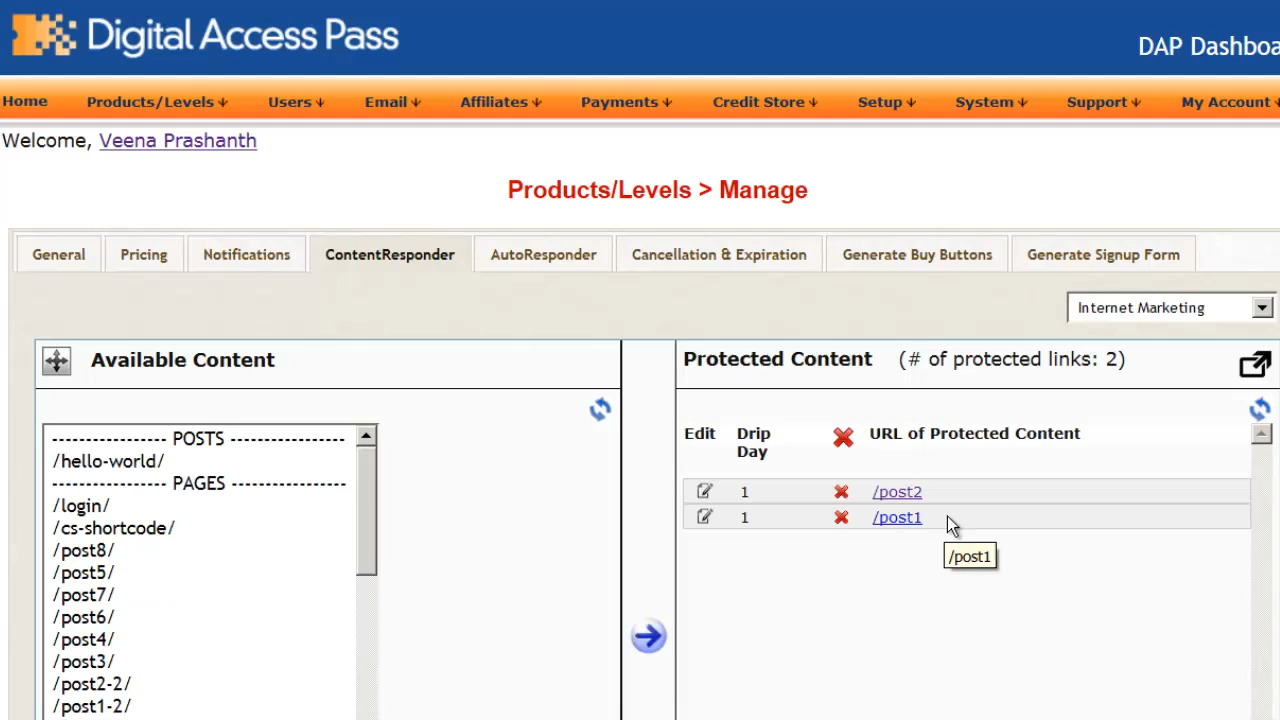 Digital Access Pass
DAP Dashboa
Home Products/Levels Users Email Affiliates Payments Credit Store Setup System Support My Account
Welcome, Veena Prashanth
Products/Levels > Manage
General Pricing Notifications ContentResponder AutoResponder Cancellation & Expiration Generate Buy Buttons Generate Signup Form
Internet Marketing
Available Content
---------------- POSTS ----------------
/hello-world/
---------------- PAGES ----------------
/login/
/cs-shortcode/
/post8/
/post5/
/post7/
/post6/
/post4/
/post3/
/post2-2/
/post1-2/
Protected Content (# of protected links: 2)
Edit Drip Day URL of Protected Content
1 /post2
1 /post1
/post1